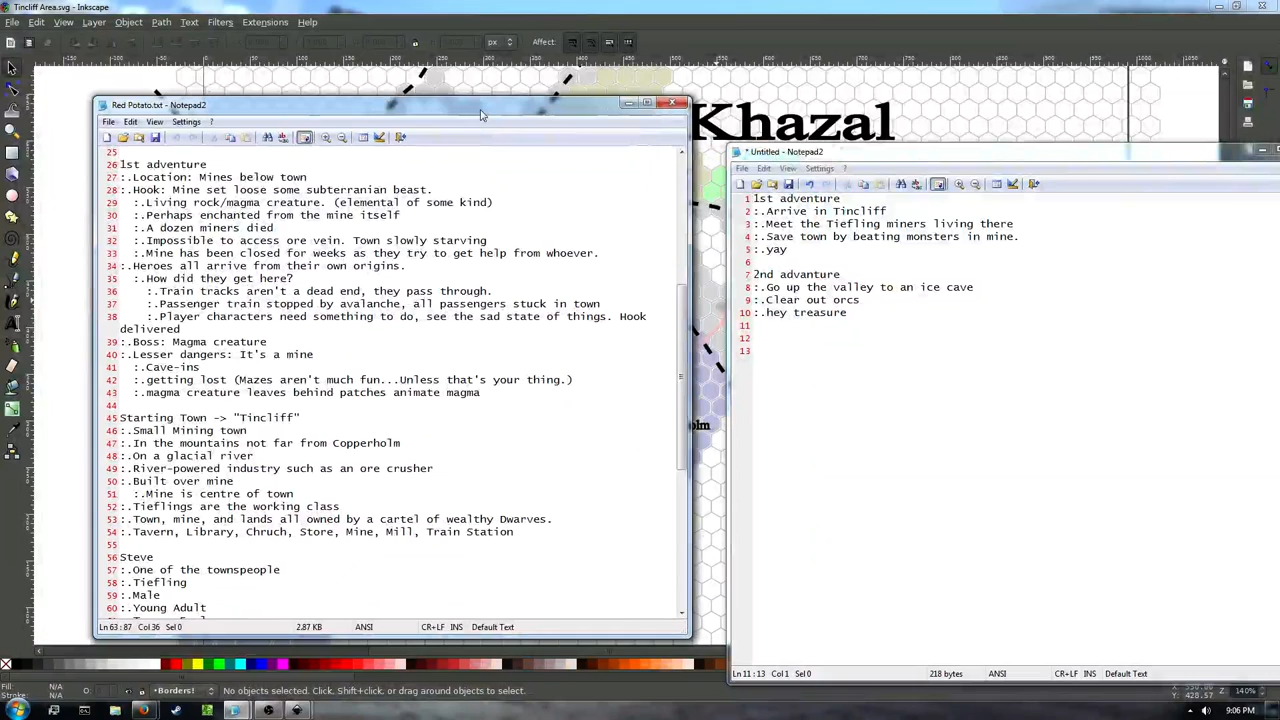 Tincliff Area.svg - Inkscape
File Edit View Layer Object Path Text Filters Extensions Help
px Affect:
Khazal
Red Potato.txt - Notepad2
File Edit View Settings ?
25
26 1st adventure
27 :.Location: Mines below town
28 :.Hook: Mine set loose some subterranian beast.
29 :.Living rock/magma creature. (elemental of some kind)
30 :.Perhaps enchanted from the mine itself
31 :.A dozen miners died
32 :.Impossible to access ore vein. Town slowly starving
33 :.Mine has been closed for weeks as they try to get help from whoever.
34 :.Heroes all arrive from their own origins.
35 :.How did they get here?
36 :.Train tracks aren't a dead end, they pass through.
37 :.Passenger train stopped by avalanche, all passengers stuck in town
38 :.Player characters need something to do, see the sad state of things. Hook
delivered
39 :.Boss: Magma creature
40 :.Lesser dangers: It's a mine
41 :.Cave-ins
42 :.getting lost (Mazes aren't much fun...Unless that's your thing.)
43 :.magma creature leaves behind patches animate magma
44
45 Starting Town -> "Tincliff"
46 :.Small Mining town
47 :.In the mountains not far from Copperholm
48 :.On a glacial river
49 :.River-powered industry such as an ore crusher
50 :.Built over mine
51 :.Mine is centre of town
52 :.Tieflings are the working class
53 :.Town, mine, and lands all owned by a cartel of wealthy Dwarves.
54 :.Tavern, Library, Chruch, Store, Mine, Mill, Train Station
55
56 Steve
57 :.One of the townspeople
58 :.Tiefling
59 :.Male
60 :.Young Adult
Ln 63 : 87 Col 36 Sel 0 2.87 KB ANSI CR+LF INS Default Text
* Untitled - Notepad2
File Edit View Settings ?
1 1st adventure
2 :.Arrive in Tincliff
3 :.Meet the Tiefling miners living there
4 :.Save town by beating monsters in mine.
5 :.yay
6
7 2nd advanture
8 :.Go up the valley to an ice cave
9 :.Clear out orcs
10 :.hey treasure
11
12
13
olm
Ln 11 : 13 Col 1 Sel 0 218 bytes ANSI CR+LF INS Default Text
Fill: N/A
Stroke: N/A
O: •Borders! No objects selected. Click, Shift+click, or drag around objects to select.
Y: 428.57
140%
9:06 PM